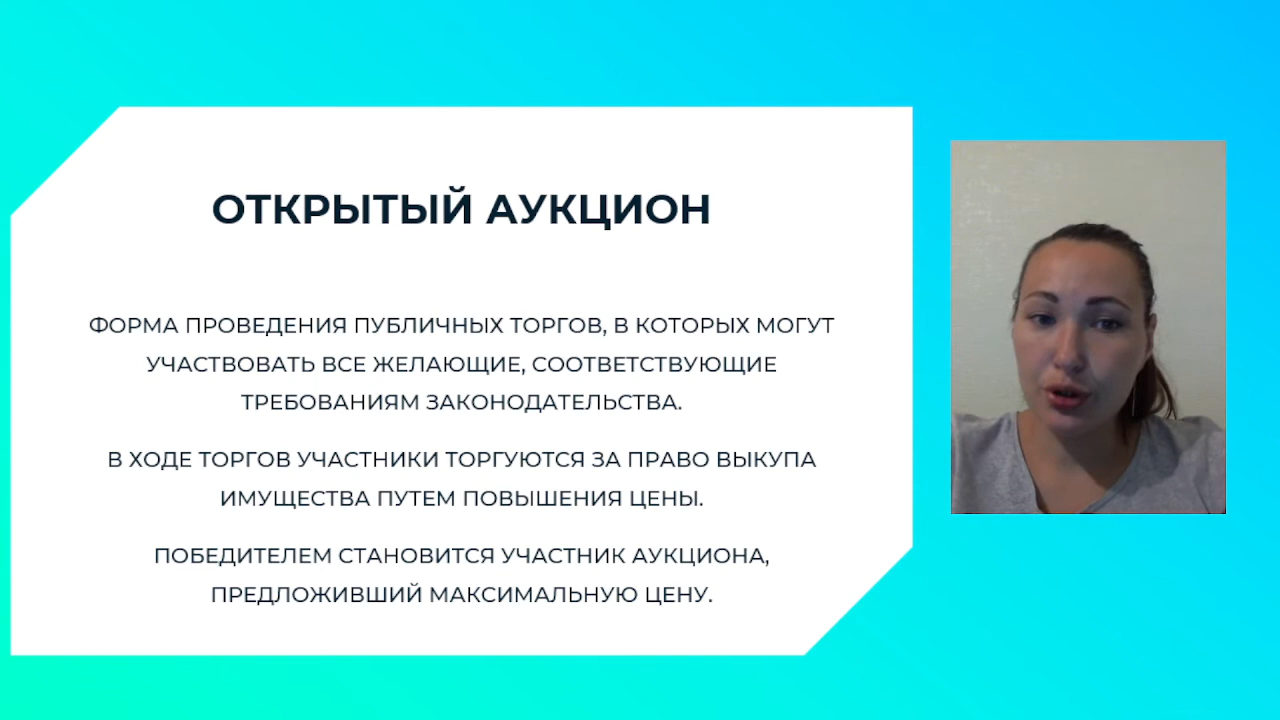 ОТКРЫТЫЙ АУКЦИОН
ФОРМА ПРОВЕДЕНИЯ ПУБЛИЧНЫХ ТОРГОВ, В КОТОРЫХ МОГУТ
УЧАСТВОВАТЬ ВСЕ ЖЕЛАЮЩИЕ, СООТВЕТСТВУЮЩИЕ
ТРЕБОВАНИЯМ ЗАКОНОДАТЕЛЬСТВА.
В ХОДЕ ТОРГОВ УЧАСТНИКИ ТОРГУЮТСЯ ЗА ПРАВО ВЫКУПА
ИМУЩЕСТВА ПУТЕМ ПОВЫШЕНИЯ ЦЕНЫ.
ПОБЕДИТЕЛЕМ СТАНОВИТСЯ УЧАСТНИК АУКЦИОНА,
ПРЕДЛОЖИВШИЙ МАКСИМАЛЬНУЮ ЦЕНУ.